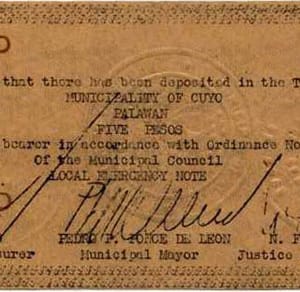 that there has been deposited in the T
MUNICIPALITY OF CUYO
PALAWAN
FIVE PESOS
bearer in accordance with Ordinance No
Of the Municipal Council
LOCAL EMERGENCY NOTE
PEDRO P. PONCE DE LEON N. F
surer Municipal Mayor Justice